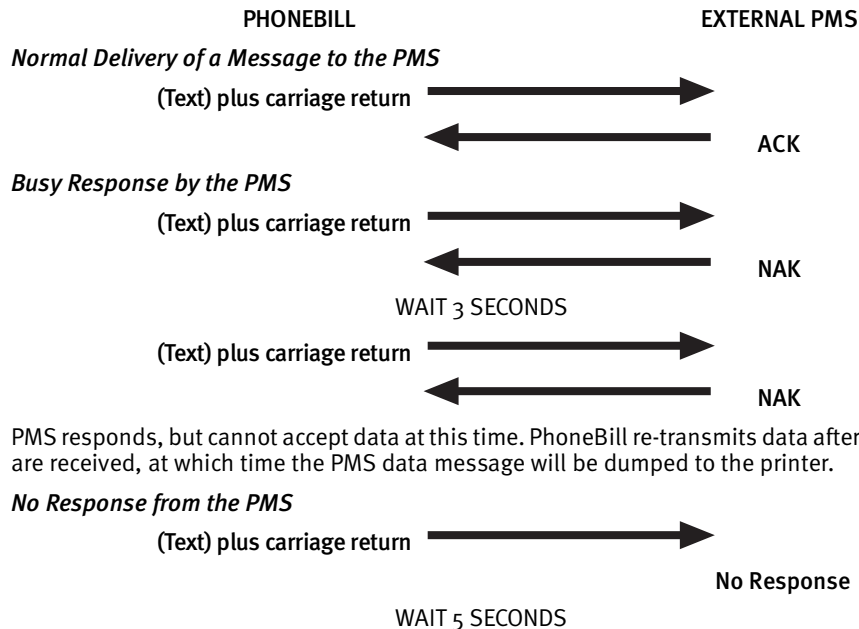 PHONEBILL EXTERNAL PMS
Normal Delivery of a Message to the PMS
(Text) plus carriage return
ACK
Busy Response by the PMS
(Text) plus carriage return
NAK
WAIT 3 SECONDS
(Text) plus carriage return
NAK
PMS responds, but cannot accept data at this time. PhoneBill re-transmits data after
are received, at which time the PMS data message will be dumped to the printer.
No Response from the PMS
(Text) plus carriage return
No Response
WAIT 5 SECONDS